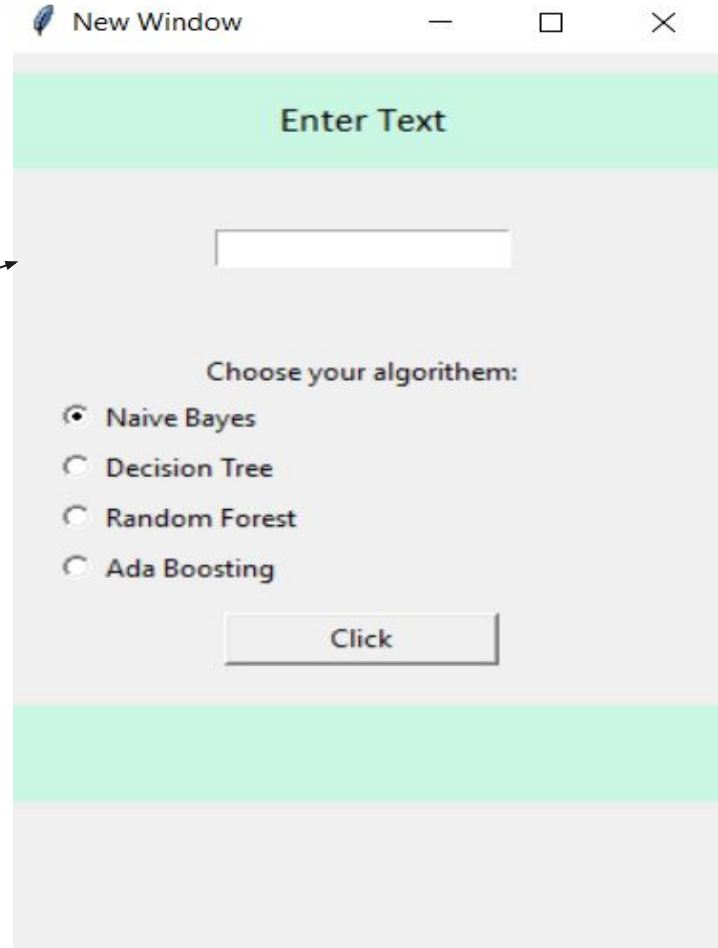 New Window
Enter Text
Choose your algorithem:
Naive Bayes
Decision Tree
Random Forest
Ada Boosting
Click